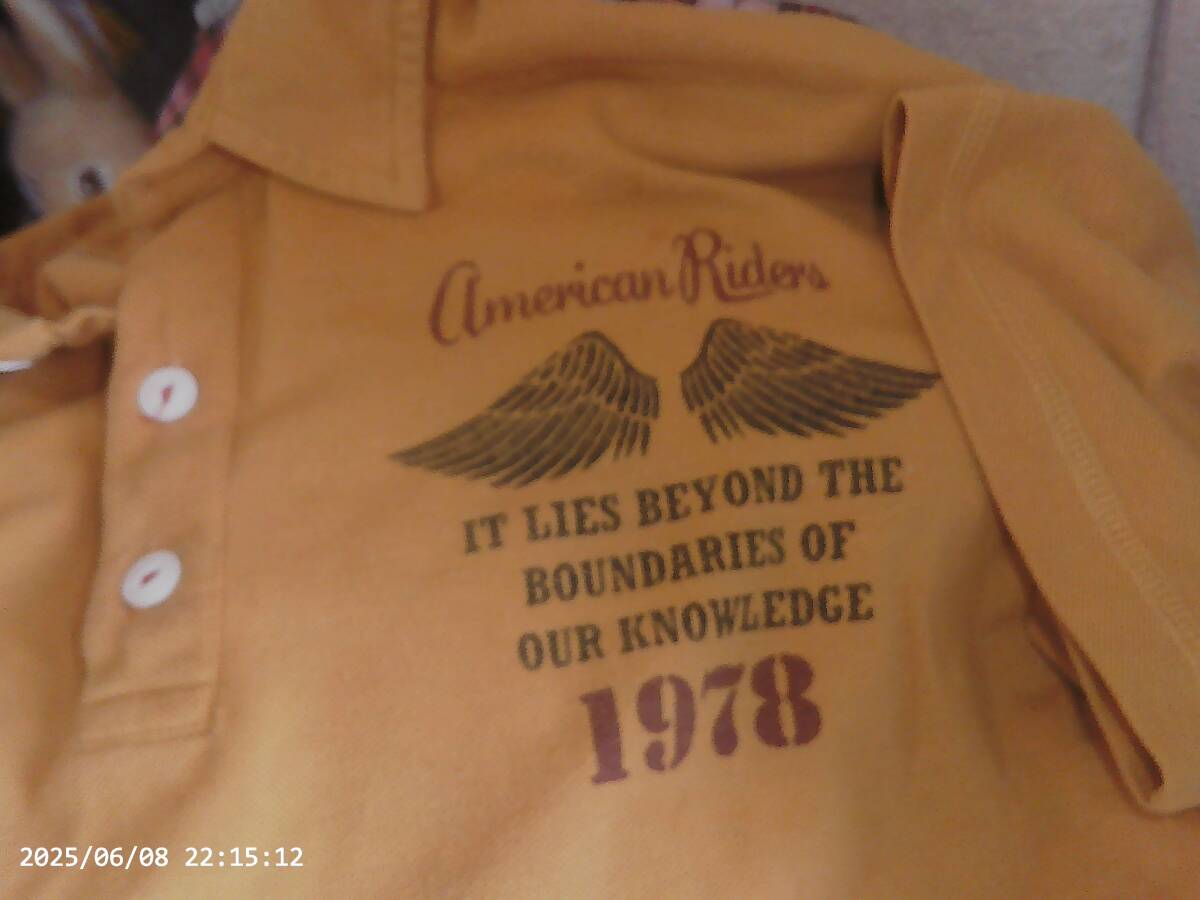 American Riders
IT LIES BEYOND THE
BOUNDARIES OF
OUR KNOWLEDGE
1978
2025/06/08 22:15:12